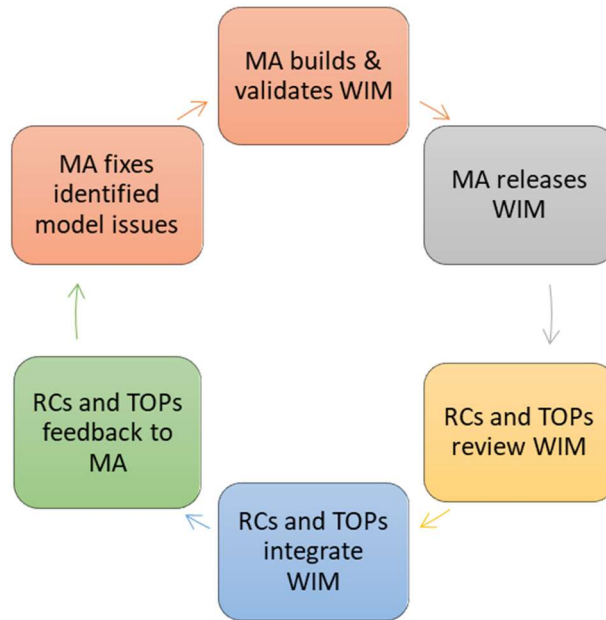 MA builds &
validates WIM
MA releases
WIM
RCs and TOPs
review WIM
RCs and TOPs
integrate
WIM
RCs and TOPs
feedback to
MA
MA fixes
identified
model issues